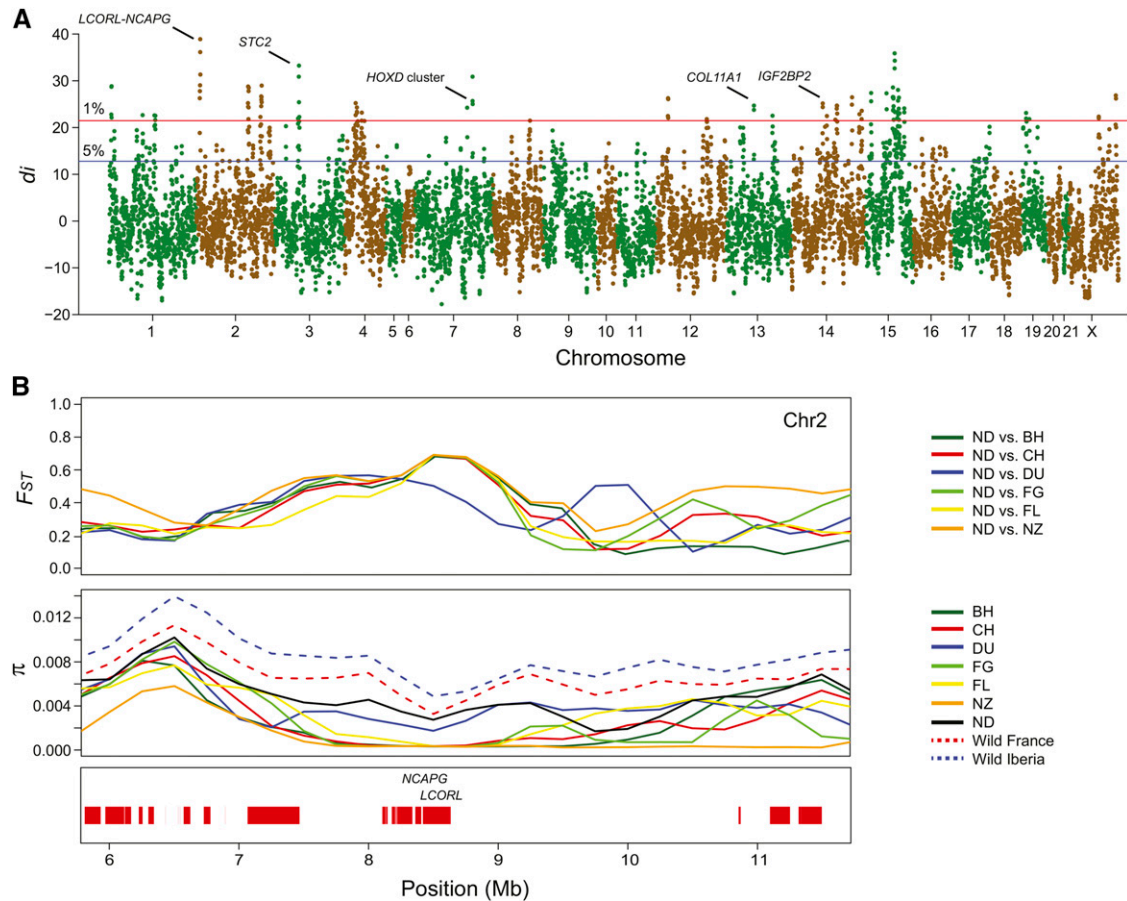 A
LCORL-NCAPG
STC2
HOXD cluster
COL11A1
IGF2BP2
1%
5%
di
40
30
20
10
0
−10
−20
1 2 3 4 5 6 7 8 9 10 11 12 13 14 15 16 17 18 19 20 21 X
Chromosome
B
Chr2
FST
1.0
0.8
0.6
0.4
0.2
0.0
ND vs. BH
ND vs. CH
ND vs. DU
ND vs. FG
ND vs. FL
ND vs. NZ
π
0.012
0.008
0.004
0.000
BH
CH
DU
FG
FL
NZ
ND
Wild France
Wild Iberia
NCAPG
LCORL
6 7 8 9 10 11
Position (Mb)